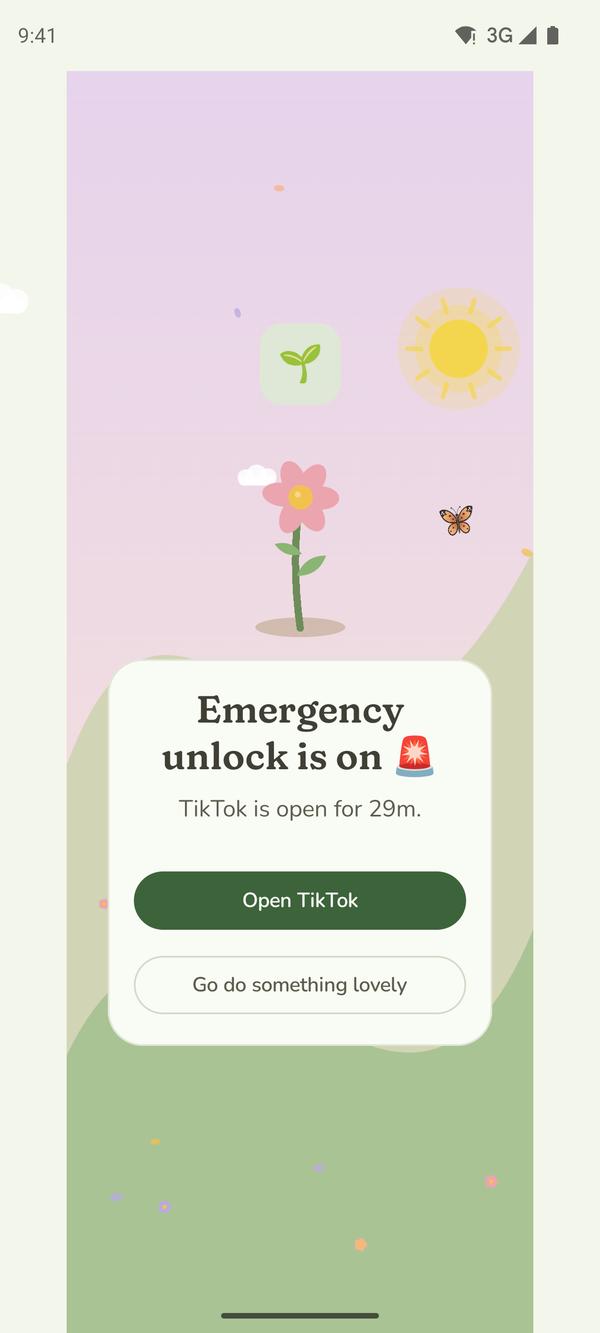 9:41
3G
Emergency
unlock is on 🚨
TikTok is open for 29m.
Open TikTok
Go do something lovely